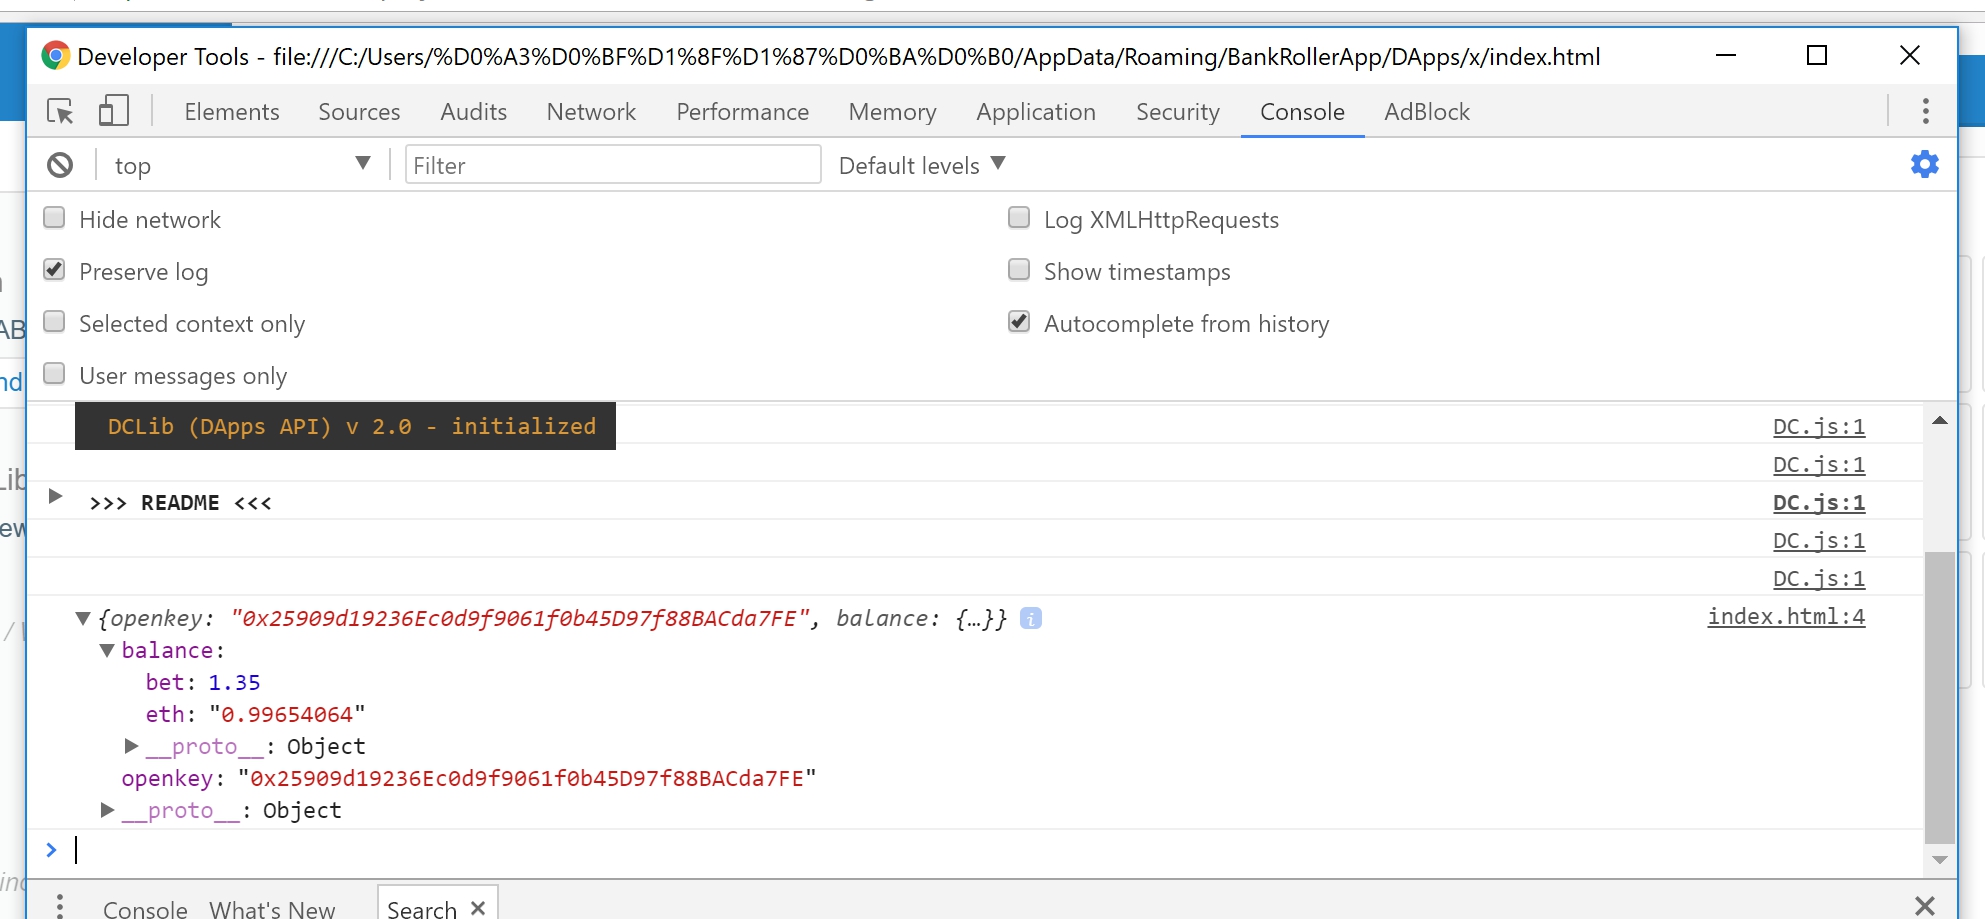 Developer Tools - file:///C:/Users/%D0%A3%D0%BF%D1%8F%D1%87%D0%BA%D0%B0/AppData/Roaming/BankRollerApp/DApps/x/index.html
Elements Sources Audits Network Performance Memory Application Security Console AdBlock
top Filter Default levels
Hide network Log XMLHttpRequests
Preserve log Show timestamps
Selected context only Autocomplete from history
User messages only
DCLib (DApps API) v 2.0 - initialized DC.js:1
DC.js:1
>>> README <<< DC.js:1
DC.js:1
DC.js:1
{openkey: "0x25909d19236Ec0d9f9061f0b45D97f88BACda7FE", balance: {…}} i index.html:4
balance:
bet: 1.35
eth: "0.99654064"
__proto__: Object
openkey: "0x25909d19236Ec0d9f9061f0b45D97f88BACda7FE"
__proto__: Object
>
Console What's New Search